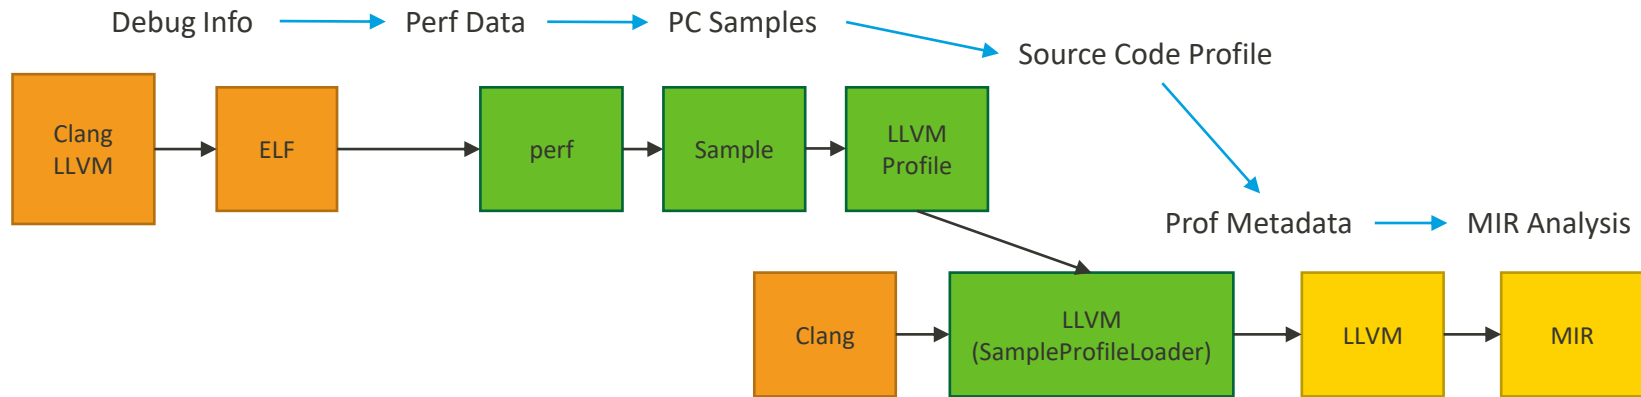 Debug Info
Perf Data
PC Samples
Source Code Profile
Clang
LLVM
ELF
perf
Sample
LLVM
Profile
Prof Metadata
MIR Analysis
Clang
LLVM
(SampleProfileLoader)
LLVM
MIR